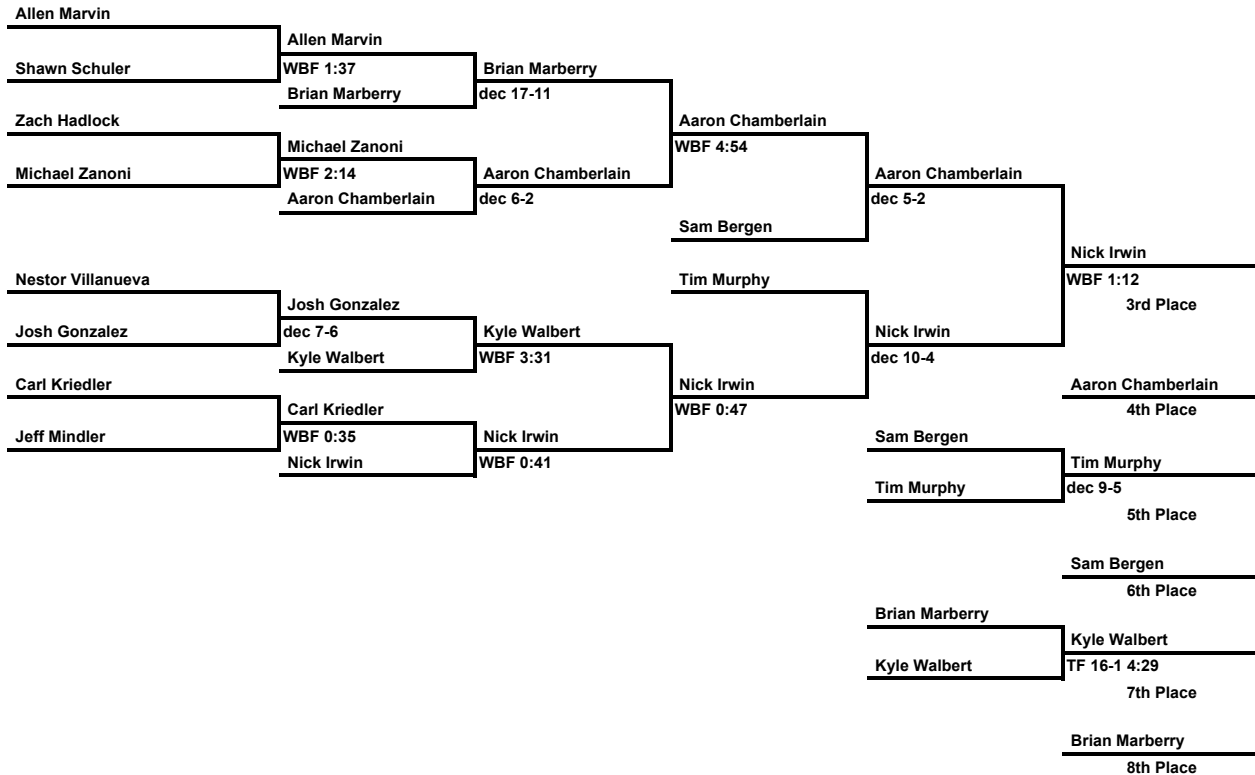 Allen Marvin
Allen Marvin
Shawn Schuler
WBF 1:37
Brian Marberry
Brian Marberry
dec 17-11
Zach Hadlock
Aaron Chamberlain
Michael Zanoni
WBF 4:54
Michael Zanoni
WBF 2:14
Aaron Chamberlain
Aaron Chamberlain
Aaron Chamberlain
dec 6-2
dec 5-2
Sam Bergen
Nick Irwin
Nestor Villanueva
Tim Murphy
WBF 1:12
3rd Place
Josh Gonzalez
Josh Gonzalez
dec 7-6
Kyle Walbert
Nick Irwin
Kyle Walbert
WBF 3:31
dec 10-4
Carl Kriedler
Nick Irwin
Aaron Chamberlain
Carl Kriedler
WBF 0:47
4th Place
Jeff Mindler
WBF 0:35
Nick Irwin
Sam Bergen
Nick Irwin
WBF 0:41
Tim Murphy
Tim Murphy
dec 9-5
5th Place
Sam Bergen
6th Place
Brian Marberry
Kyle Walbert
Kyle Walbert
TF 16-1 4:29
7th Place
Brian Marberry
8th Place